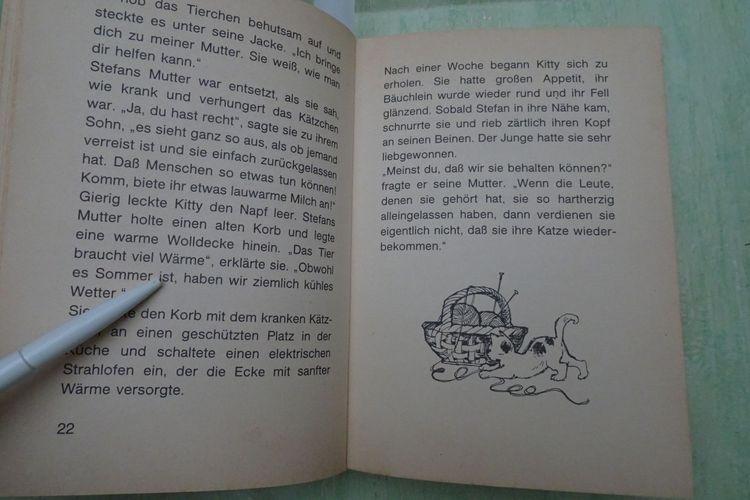 hob das Tierchen behutsam auf und
steckte es unter seine Jacke. „Ich bringe
dich zu meiner Mutter. Sie weiß, wie man
dir helfen kann.“
Stefans Mutter war entsetzt, als sie sah,
wie krank und verhungert das Kätzchen
war. „Ja, du hast recht“, sagte sie zu ihrem
Sohn, „es sieht ganz so aus, als ob jemand
verreist ist und sie einfach zurückgelassen
hat. Daß Menschen so etwas tun können!
Komm, biete ihr etwas lauwarme Milch an!“
Gierig leckte Kitty den Napf leer. Stefans
Mutter holte einen alten Korb und legte
eine warme Wolldecke hinein. „Das Tier
braucht viel Wärme“, erklärte sie. „Obwohl
es Sommer ist, haben wir ziemlich kühles
Wetter.“
Sie den Korb mit dem kranken Kätz-
an einen geschützten Platz in der
Küche und schaltete einen elektrischen
Strahlofen ein, der die Ecke mit sanfter
Wärme versorgte.
22
Nach einer Woche begann Kitty sich zu
erholen. Sie hatte großen Appetit, ihr
Bäuchlein wurde wieder rund und ihr Fell
glänzend. Sobald Stefan in ihre Nähe kam,
schnurrte sie und rieb zärtlich ihren Kopf
an seinen Beinen. Der Junge hatte sie sehr
liebgewonnen.
„Meinst du, daß wir sie behalten können?“
fragte er seine Mutter. „Wenn die Leute,
denen sie gehört hat, sie so hartherzig
alleingelassen haben, dann verdienen sie
eigentlich nicht, daß sie ihre Katze wieder-
bekommen.“